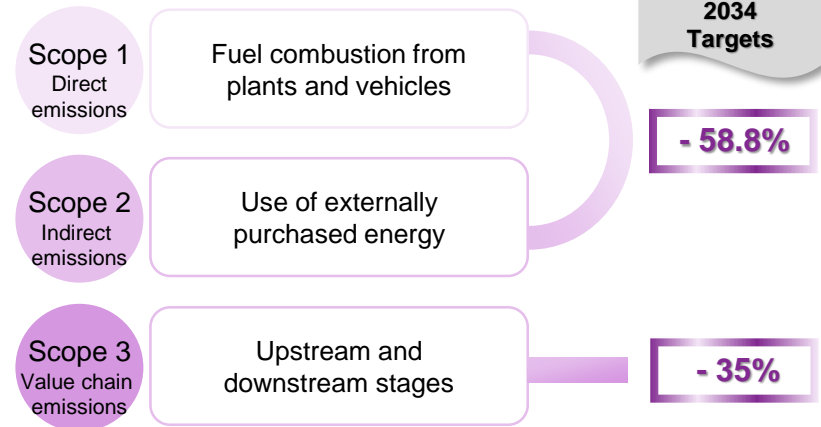 2034
Targets
Scope 1
Direct
emissions
Fuel combustion from
plants and vehicles
- 58.8%
Scope 2
Indirect
emissions
Use of externally
purchased energy
Scope 3
Value chain
emissions
Upstream and
downstream stages
- 35%